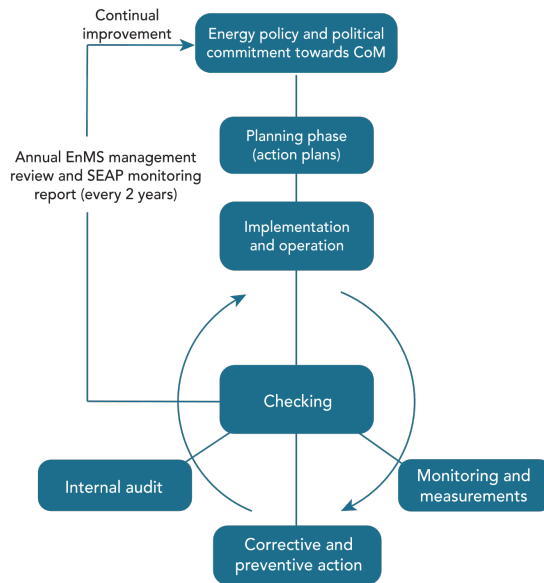 Continual
improvement
Energy policy and political
commitment towards CoM
Planning phase
(action plans)
Annual EnMS management
review and SEAP monitoring
report (every 2 years)
Implementation
and operation
Checking
Internal audit
Monitoring and
measurements
Corrective and
preventive action